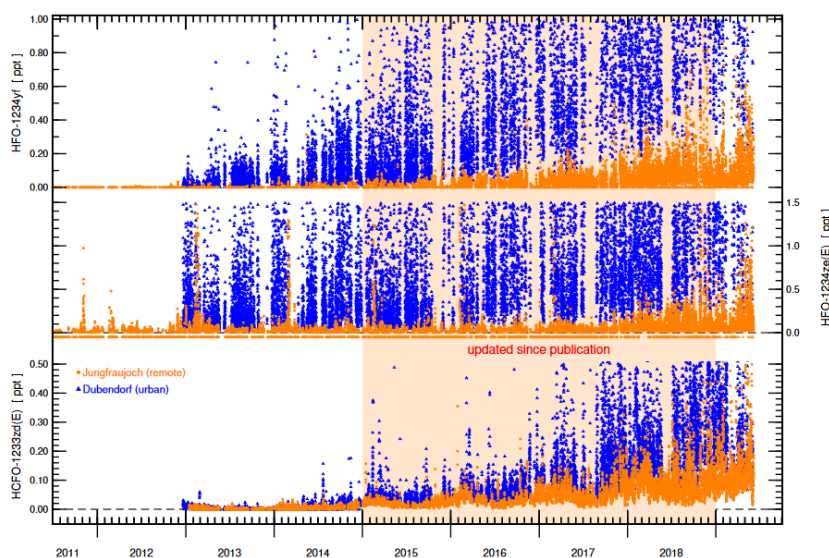 HFO-1234yf [ ppt ]
1.00
0.80
0.60
0.40
0.20
0.00
1.5
1.0
0.5
0.0
HFO-1234ze(E) [ ppt ]
updated since publication
HCFO-1233zd(E) [ ppt ]
0.50
0.40
0.30
0.20
0.10
0.00
Jungfraujoch (remote)
Dubendorf (urban)
2011 2012 2013 2014 2015 2016 2017 2018